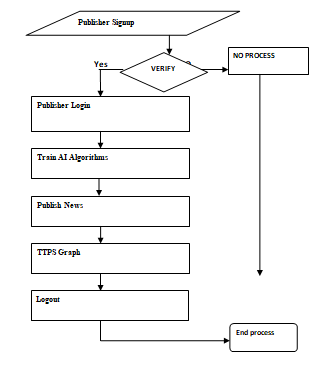 Publisher Signup
Yes
VERIFY
NO PROCESS
Publisher Login
Train AI Algorithms
Publish News
TTPS Graph
Logout
End process